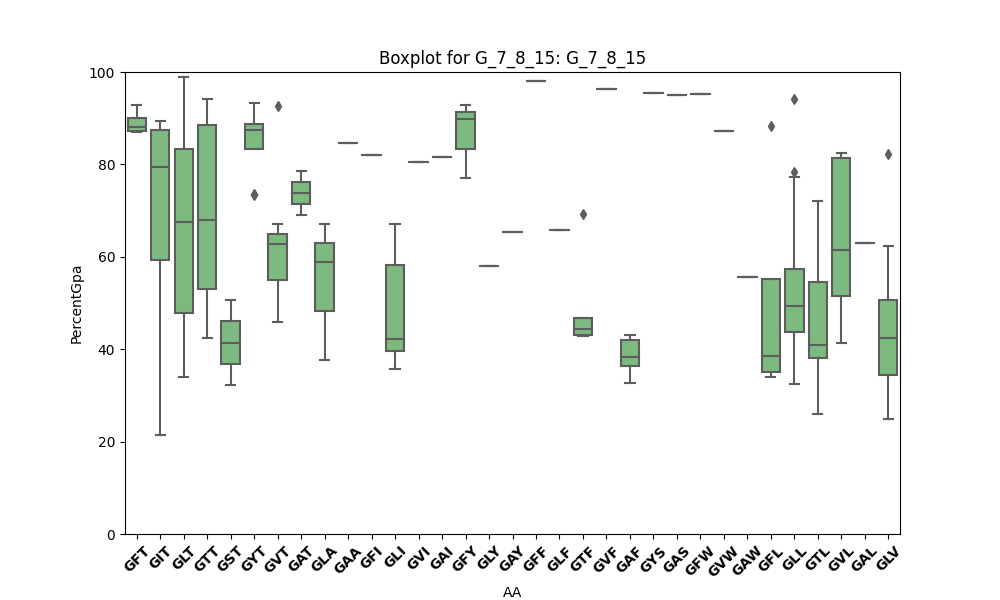 Boxplot for G_7_8_15: G_7_8_15
100
80
60
40
20
0
PercentGpa
GFT GIT GLT GTT GST GYT GVT GAT GLA GAA GFI GLI GVI GAI GFY GLY GAY GFF GLF GTF GVF GAF GYS GAS GFW GVW GAW GFL GLL GTL GVL GAL GLV
AA